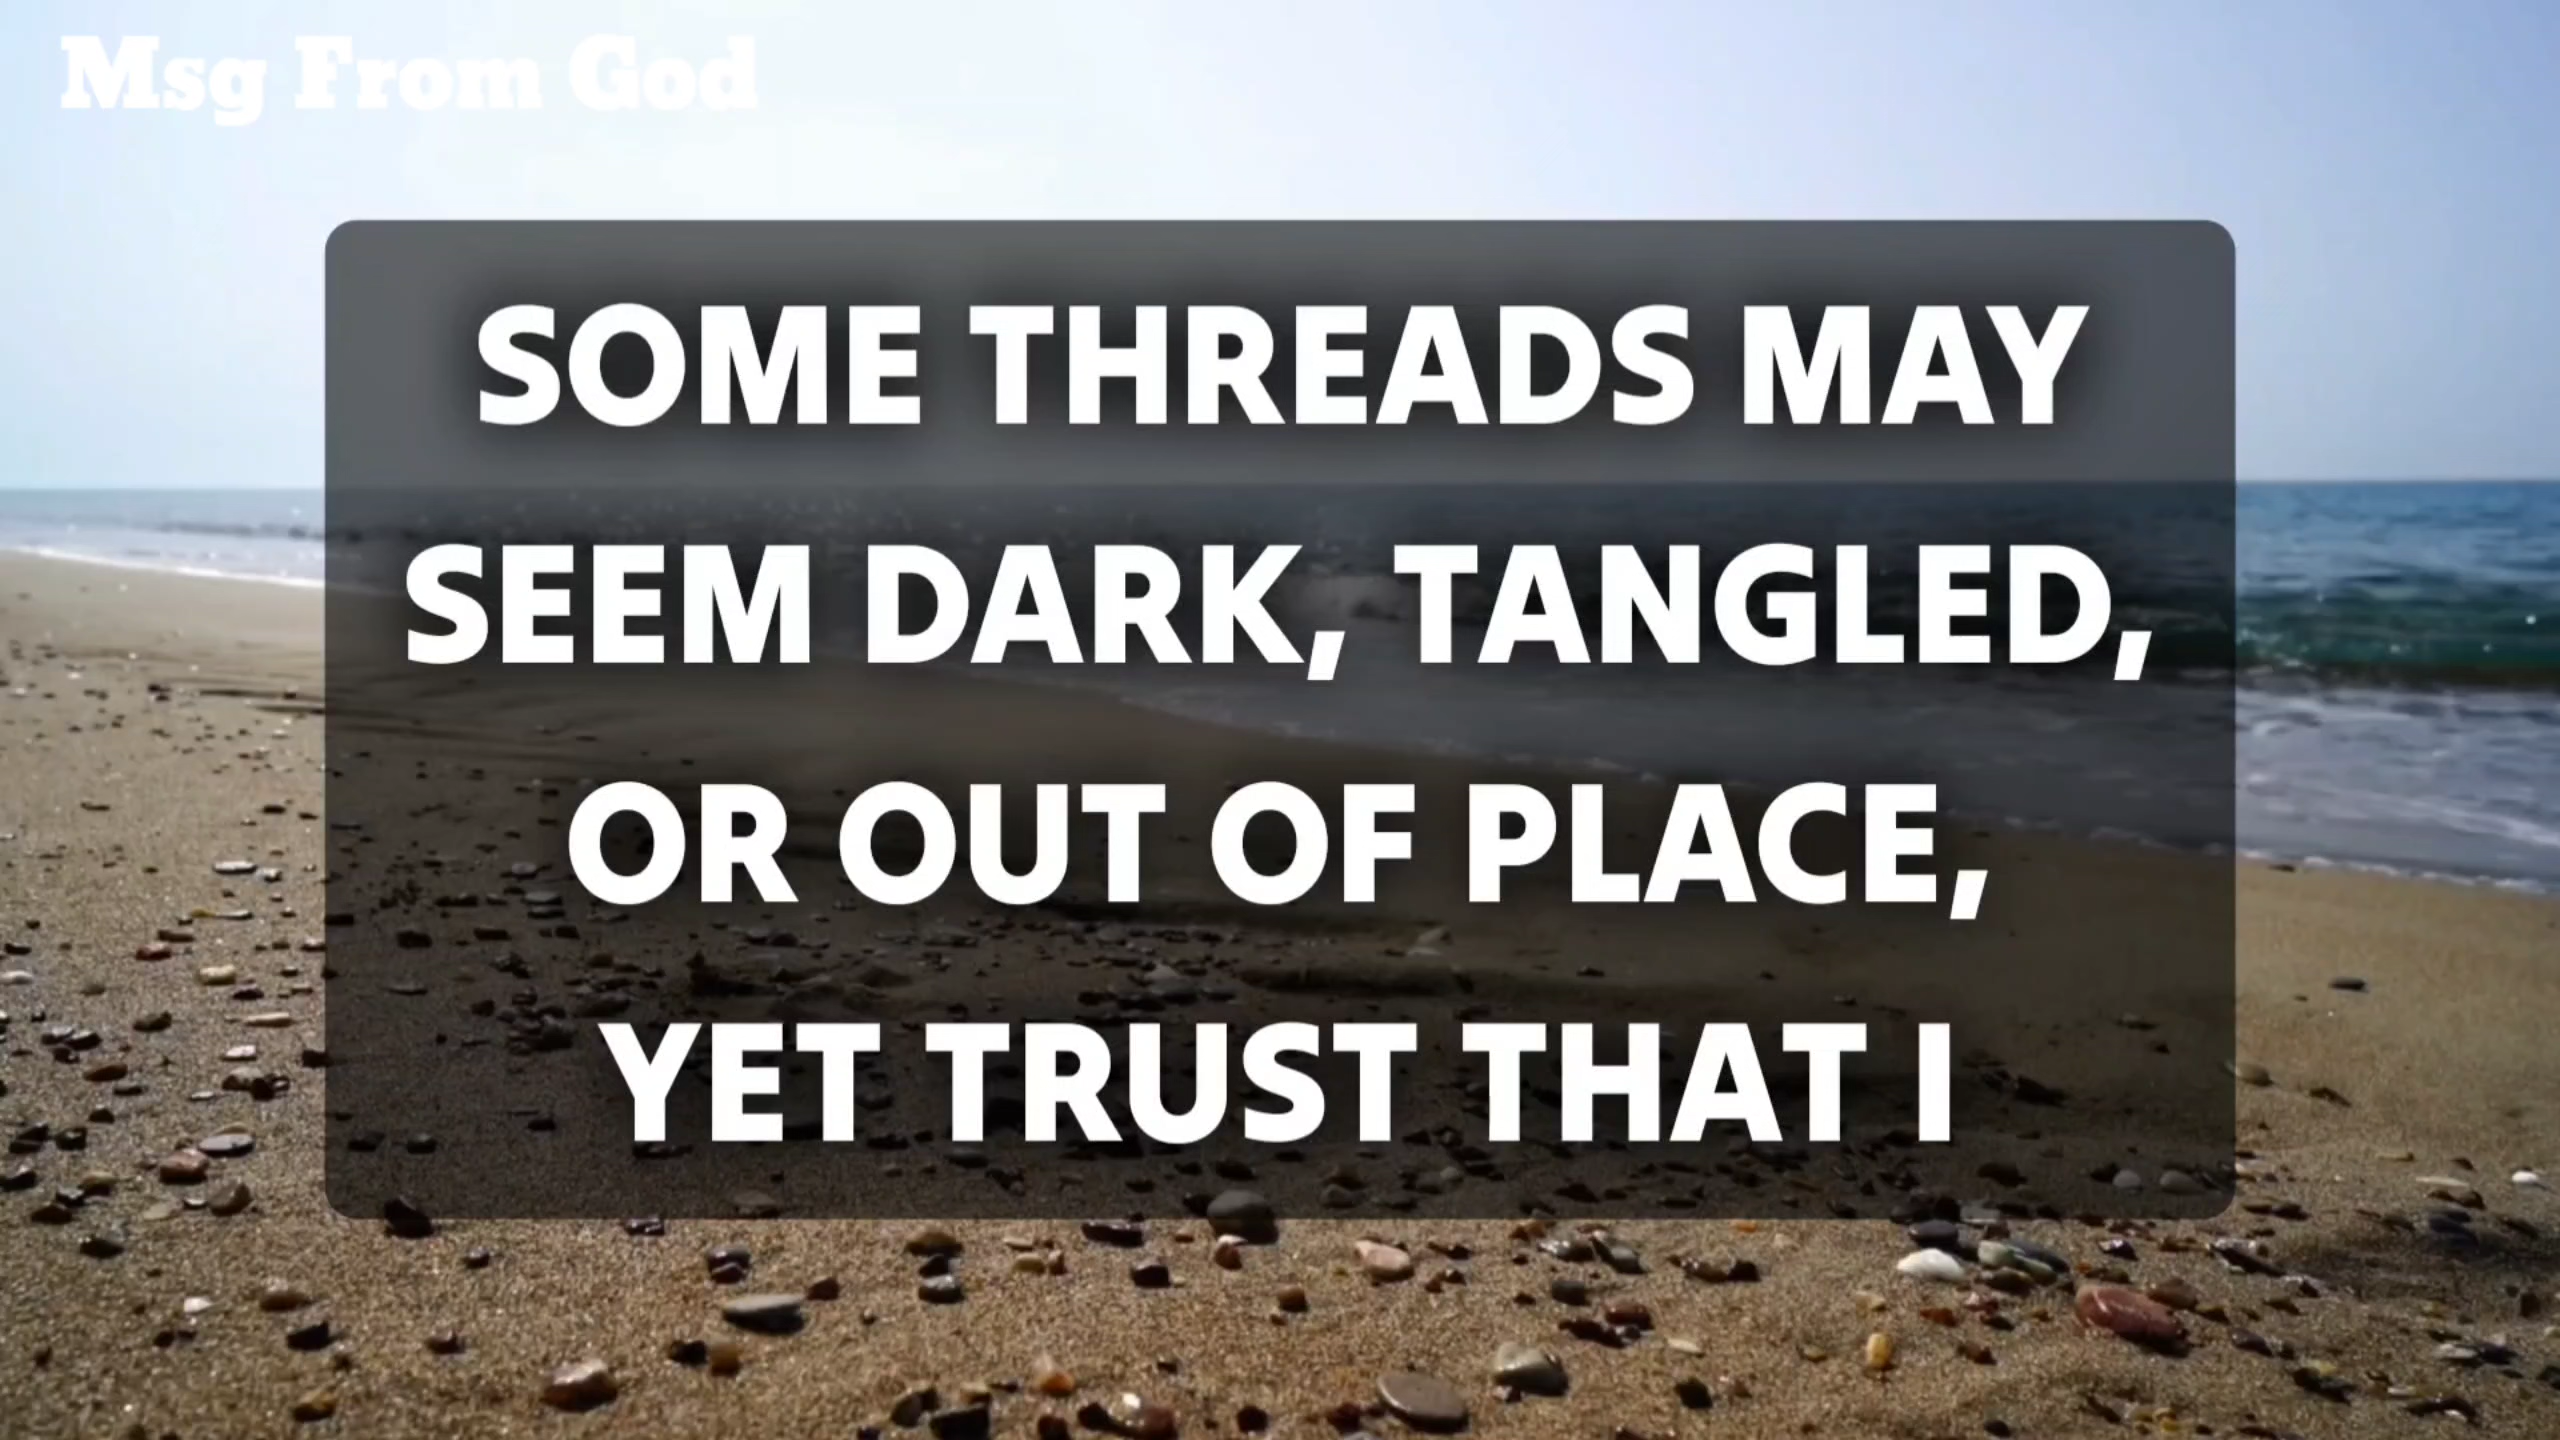 Msg From God
SOME THREADS MAY
SEEM DARK, TANGLED,
OR OUT OF PLACE,
YET TRUST THAT I